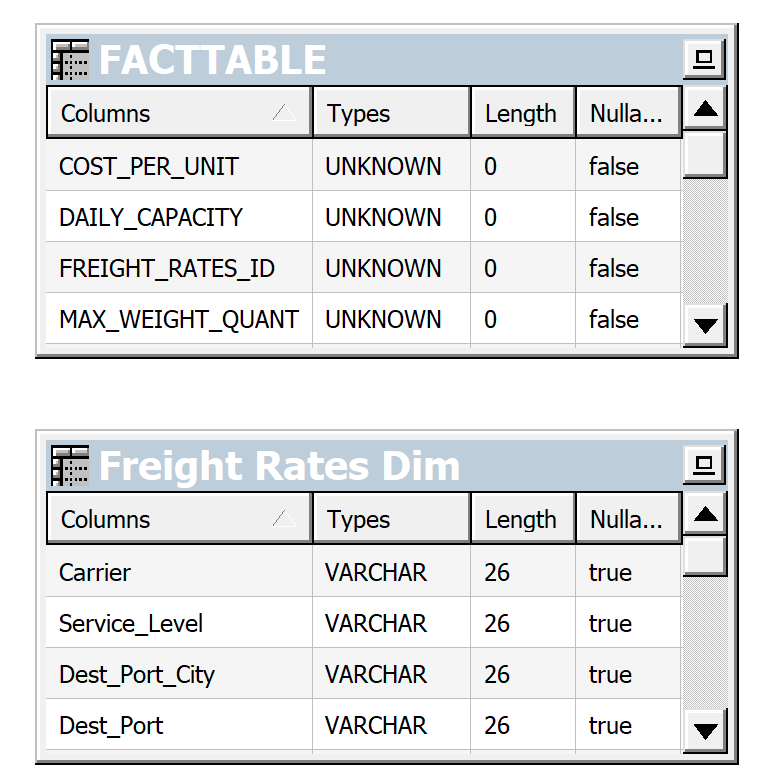 FACTTABLE
Columns Types Length Nulla...
COST_PER_UNIT UNKNOWN 0 false
DAILY_CAPACITY UNKNOWN 0 false
FREIGHT_RATES_ID UNKNOWN 0 false
MAX_WEIGHT_QUANT UNKNOWN 0 false
Freight Rates Dim
Columns Types Length Nulla...
Carrier VARCHAR 26 true
Service_Level VARCHAR 26 true
Dest_Port_City VARCHAR 26 true
Dest_Port VARCHAR 26 true